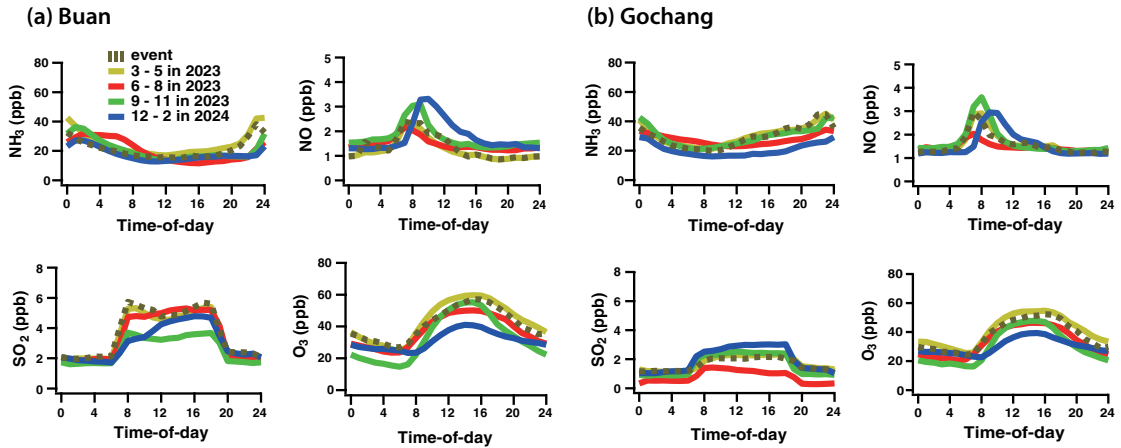 (a) Buan
(b) Gochang
event
3 - 5 in 2023
6 - 8 in 2023
9 - 11 in 2023
12 - 2 in 2024
NH₃ (ppb)
80
60
40
20
0
0 4 8 12 16 20 24
Time-of-day
NO (ppb)
5
4
3
2
1
0
0 4 8 12 16 20 24
Time-of-day
NH₃ (ppb)
80
60
40
20
0
0 4 8 12 16 20 24
Time-of-day
NO (ppb)
5
4
3
2
1
0
0 4 8 12 16 20 24
Time-of-day
SO₂ (ppb)
8
6
4
2
0
0 4 8 12 16 20 24
Time-of-day
O₃ (ppb)
80
60
40
20
0
0 4 8 12 16 20 24
Time-of-day
SO₂ (ppb)
8
6
4
2
0
0 4 8 12 16 20 24
Time-of-day
O₃ (ppb)
80
60
40
20
0
0 4 8 12 16 20 24
Time-of-day